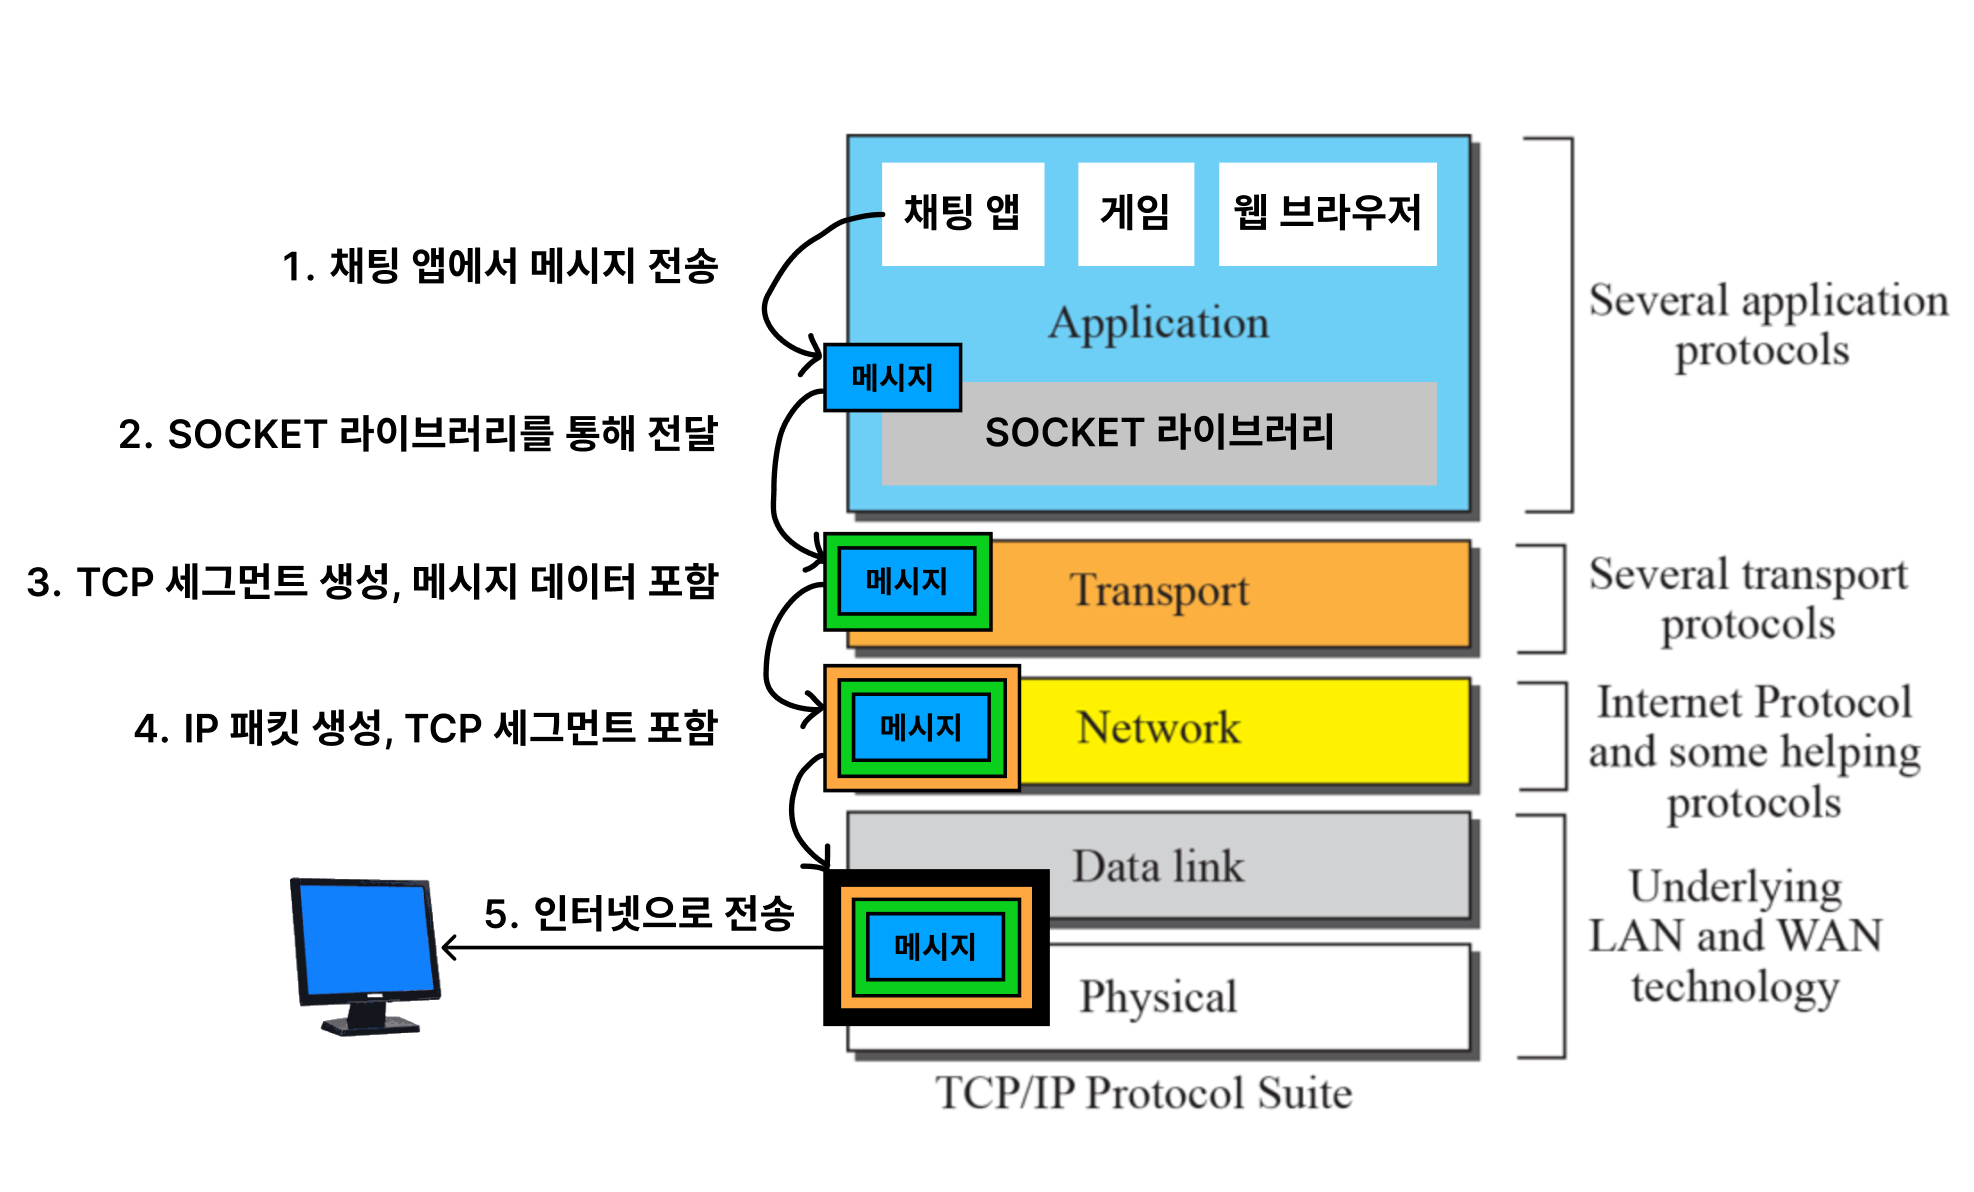 채팅 앱
게임
웹 브라우저
1. 채팅 앱에서 메시지 전송
Application
Several application
protocols
메시지
2. SOCKET 라이브러리를 통해 전달
SOCKET 라이브러리
3. TCP 세그먼트 생성, 메시지 데이터 포함
메시지
Transport
Several transport
protocols
4. IP 패킷 생성, TCP 세그먼트 포함
메시지
Network
Internet Protocol
and some helping
protocols
Data link
5. 인터넷으로 전송
메시지
Physical
Underlying
LAN and WAN
technology
TCP/IP Protocol Suite